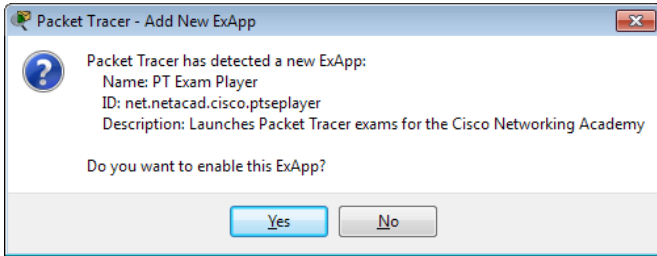 Packet Tracer - Add New ExApp
Packet Tracer has detected a new ExApp:
Name: PT Exam Player
ID: net.netacad.cisco.ptseplayer
Description: Launches Packet Tracer exams for the Cisco Networking Academy
Do you want to enable this ExApp?
Yes No